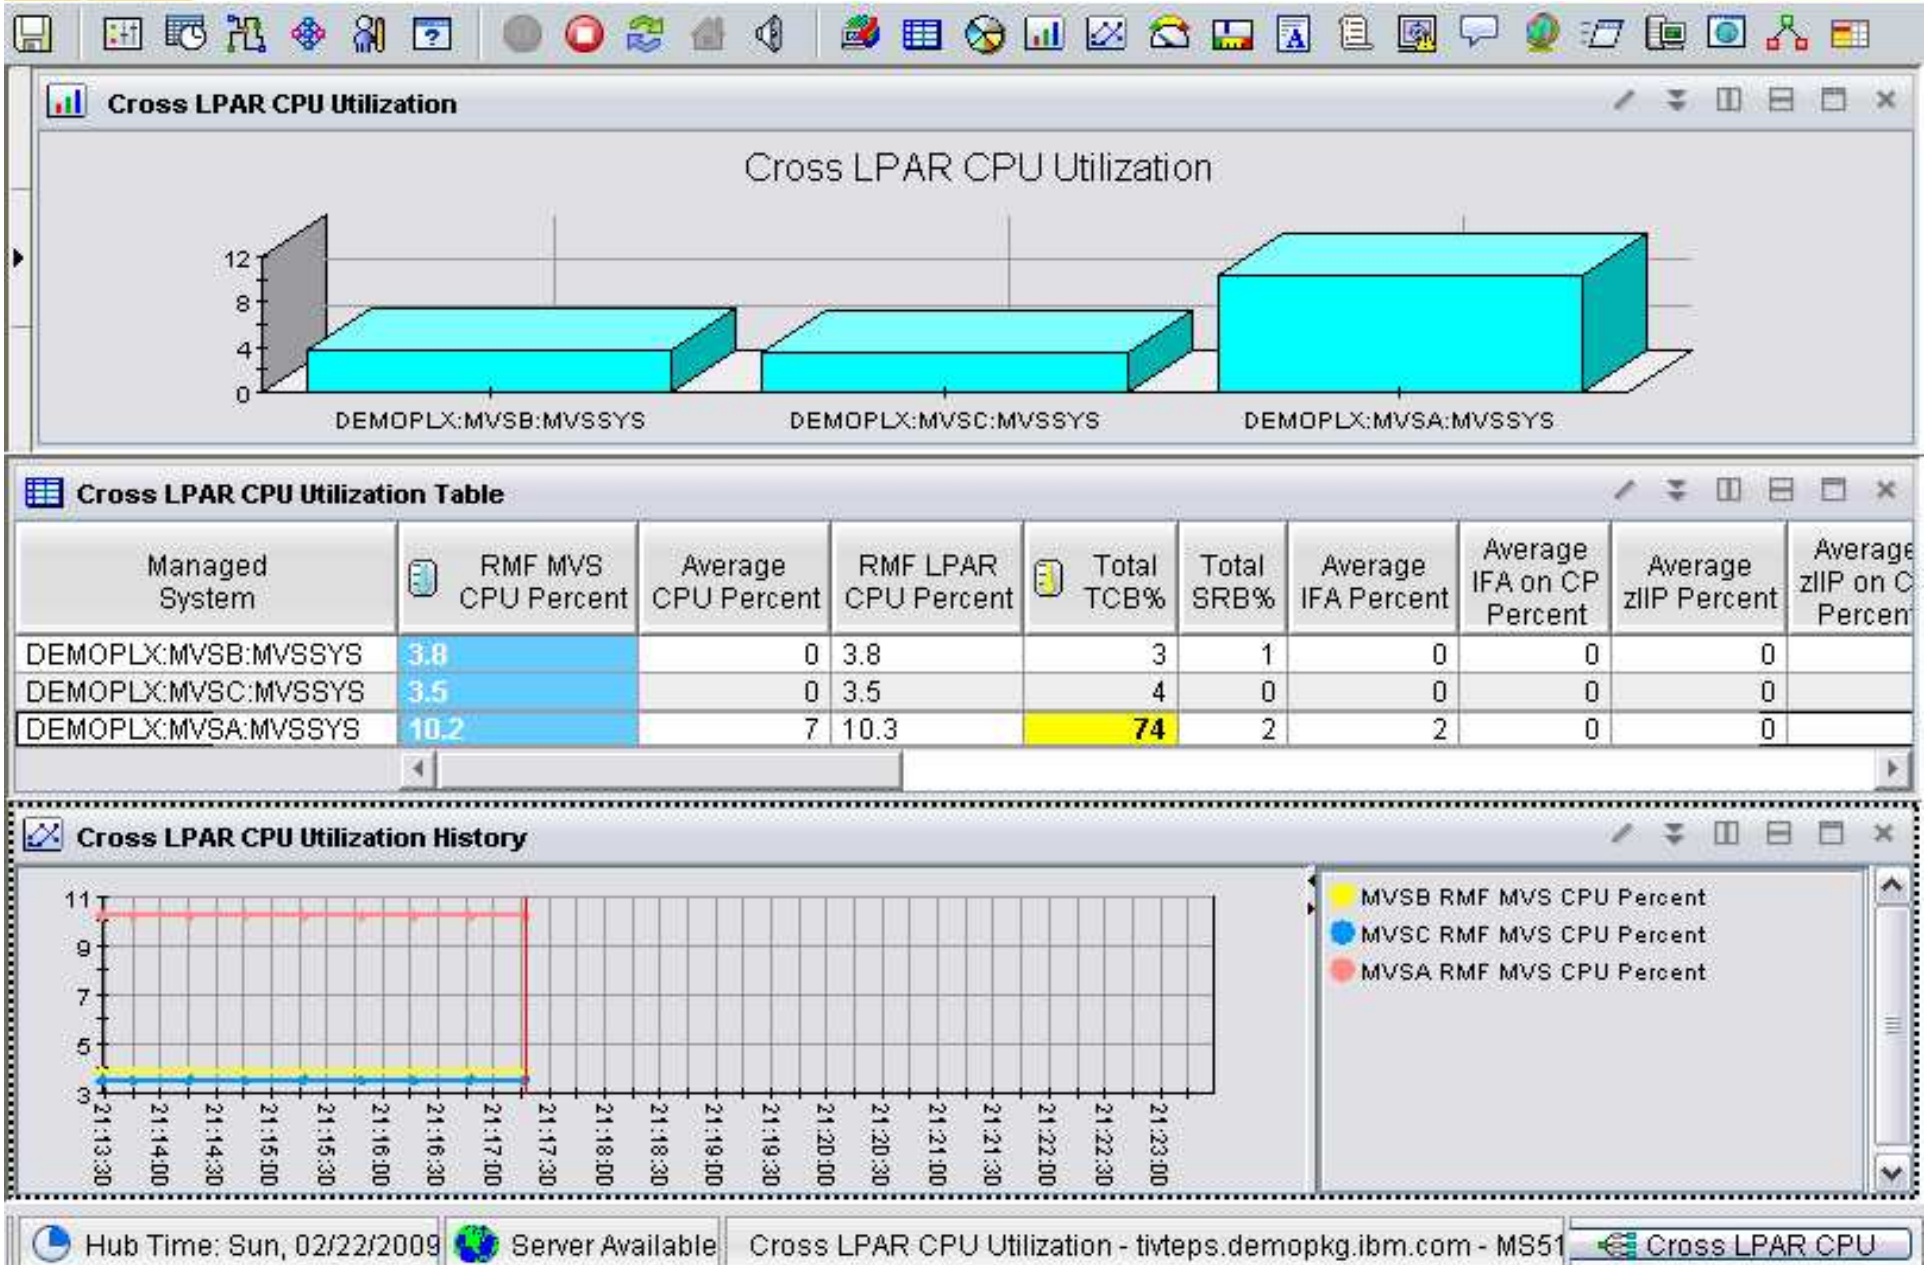 Cross LPAR CPU Utilization
Cross LPAR CPU Utilization
12
8
4
0
DEMOPLX:MVSB:MVSSYS DEMOPLX:MVSC:MVSSYS DEMOPLX:MVSA:MVSSYS
Cross LPAR CPU Utilization Table
Managed System RMF MVS CPU Percent Average CPU Percent RMF LPAR CPU Percent Total TCB% Total SRB% Average IFA Percent Average IFA on CP Percent Average zIIP Percent Average zIIP on C Percen
DEMOPLX:MVSB:MVSSYS 3.8 0 3.8 3 1 0 0 0
DEMOPLX:MVSC:MVSSYS 3.5 0 3.5 4 0 0 0 0
DEMOPLX:MVSA:MVSSYS 10.2 7 10.3 74 2 2 0 0
Cross LPAR CPU Utilization History
11
9
7
5
3
21:13:30 21:14:00 21:14:30 21:15:00 21:15:30 21:16:00 21:16:30 21:17:00 21:17:30 21:18:00 21:18:30 21:19:00 21:19:30 21:20:00 21:20:30 21:21:00 21:21:30 21:22:00 21:22:30 21:23:00
MVSB RMF MVS CPU Percent
MVSC RMF MVS CPU Percent
MVSA RMF MVS CPU Percent
Hub Time: Sun, 02/22/2009 Server Available Cross LPAR CPU Utilization - tivteps.demopkg.ibm.com - MS51 Cross LPAR CPU